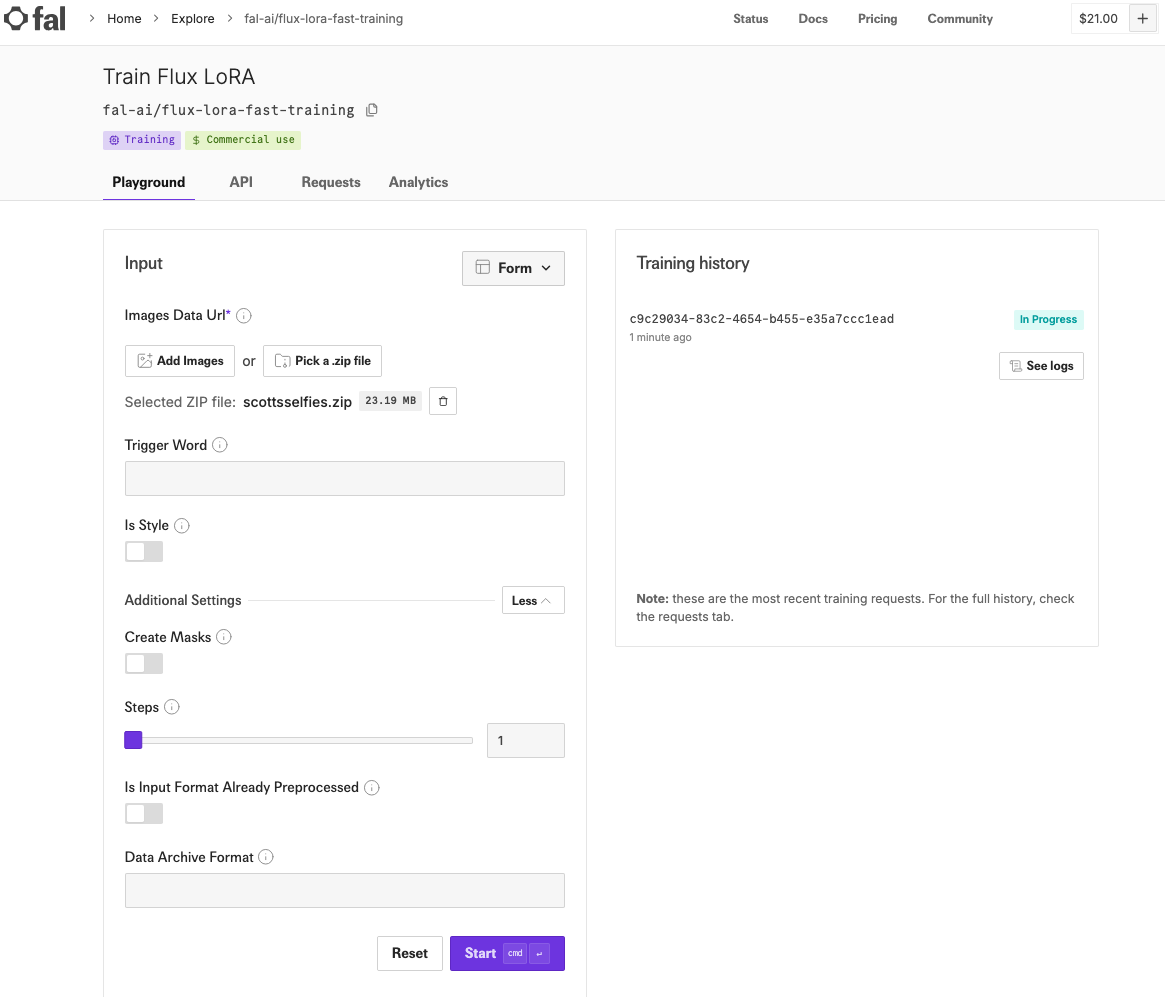 fal
Home
Explore
fal-ai/flux-lora-fast-training
Status
Docs
Pricing
Community
$21.00
+
Train Flux LoRA
fal-ai/flux-lora-fast-training
Training
$ Commercial use
Playground
API
Requests
Analytics
Input
Form
Images Data Url*
Add Images
or
Pick a .zip file
Selected ZIP file: scottsselfies.zip 23.19 MB
Trigger Word
Is Style
Additional Settings
Less
Create Masks
Steps
1
Is Input Format Already Preprocessed
Data Archive Format
Reset
Start cmd ↵
Training history
c9c29034-83c2-4654-b455-e35a7ccc1ead
In Progress
1 minute ago
See logs
Note: these are the most recent training requests. For the full history, check
the requests tab.